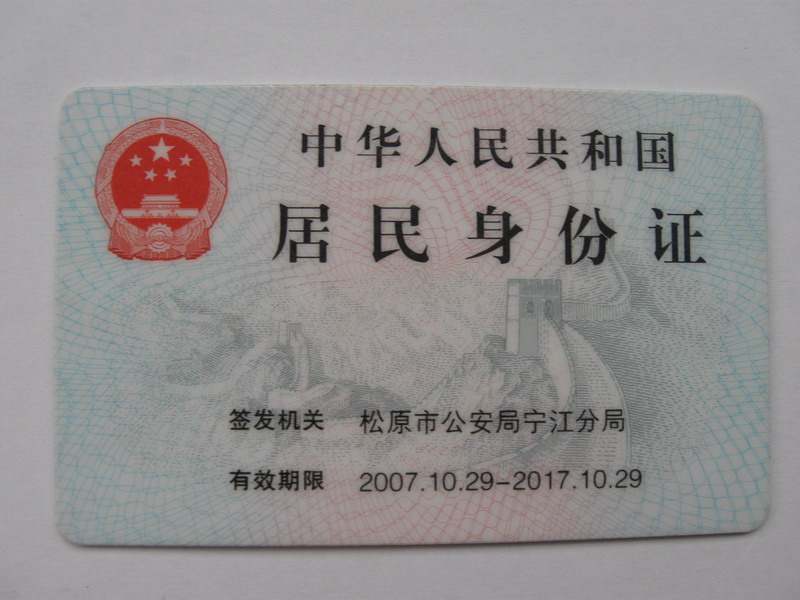 中华人民共和国
居民身份证
签发机关 松原市公安局宁江分局
有效期限 2007.10.29-2017.10.29